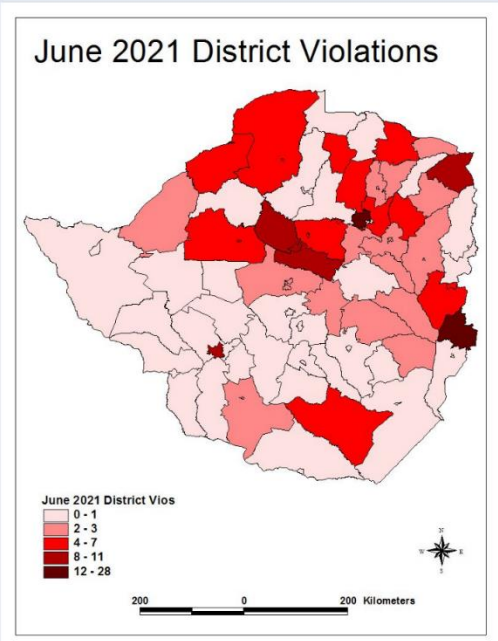 June 2021 District Violations
June 2021 District Vios
0 - 1
2 - 3
4 - 7
8 - 11
12 - 28
N
W E
S
200 0 200 Kilometers